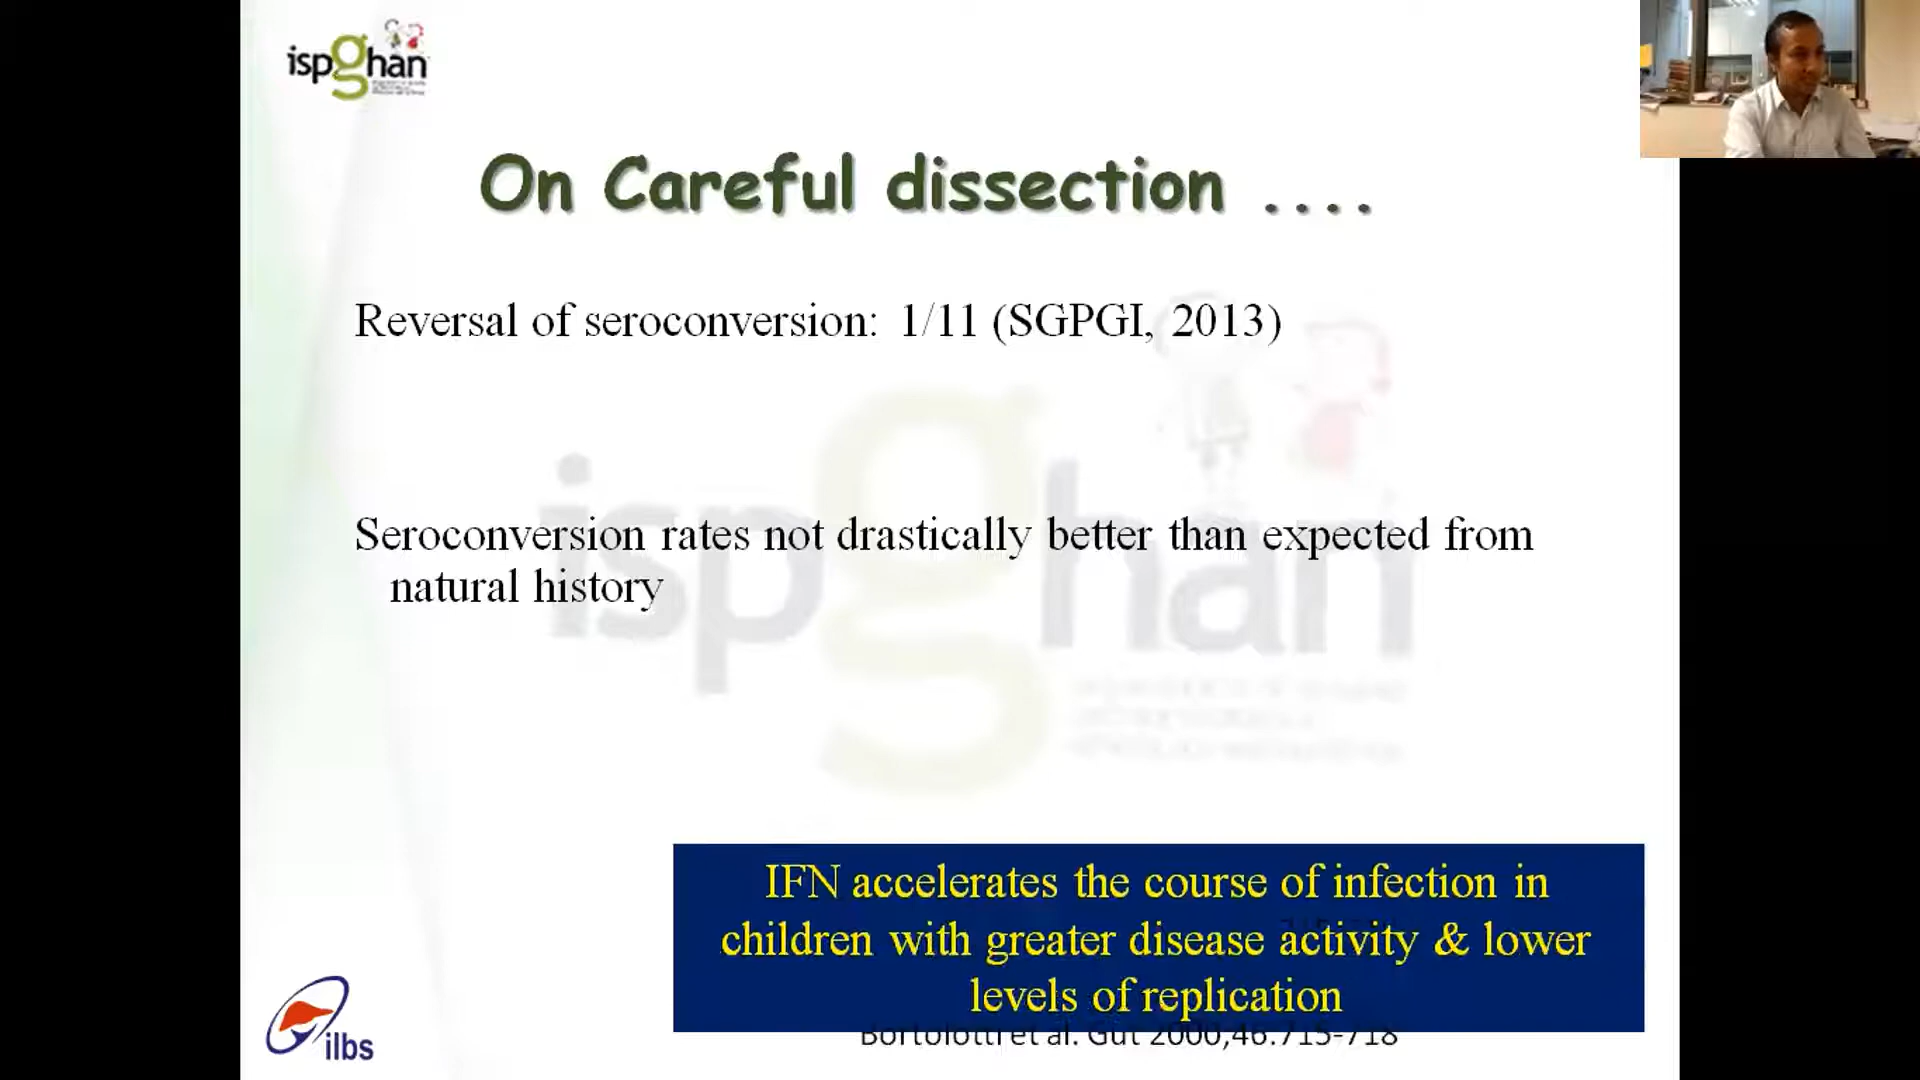 ispghan
On Careful dissection ....
Reversal of seroconversion: 1/11 (SGPGI, 2013)
Seroconversion rates not drastically better than expected from
natural history
ispghan
IFN accelerates the course of infection in
children with greater disease activity & lower
levels of replication
Bortolotti et al. Gut 2000;46:715-718
ilbs